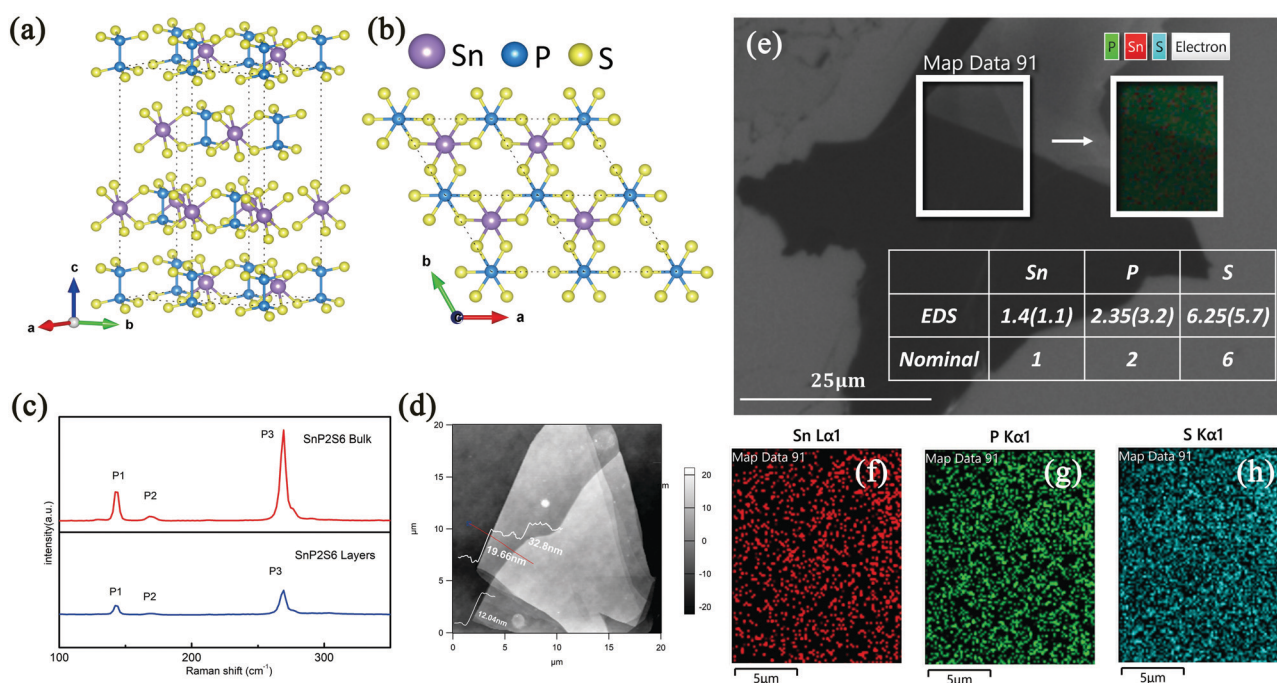 (a)
c
a
b
(b)
Sn
P
S
b
c
a
(c)
SnP2S6 Bulk
P3
P1
P2
SnP2S6 Layers
P3
P1
P2
intensity(a.u.)
100
200
300
Raman shift (cm⁻¹)
(d)
20
15
10
5
0
µm
32.8nm
19.66nm
12.04nm
0
5
10
15
20
µm
m
20
10
0
-10
-20
m
(e)
P
Sn
S
Electron
Map Data 91
Sn
P
S
EDS
1.4(1.1)
2.35(3.2)
6.25(5.7)
Nominal
1
2
6
25µm
Sn Lα1
Map Data 91
(f)
5µm
P Kα1
Map Data 91
(g)
5µm
S Kα1
Map Data 91
(h)
5µm